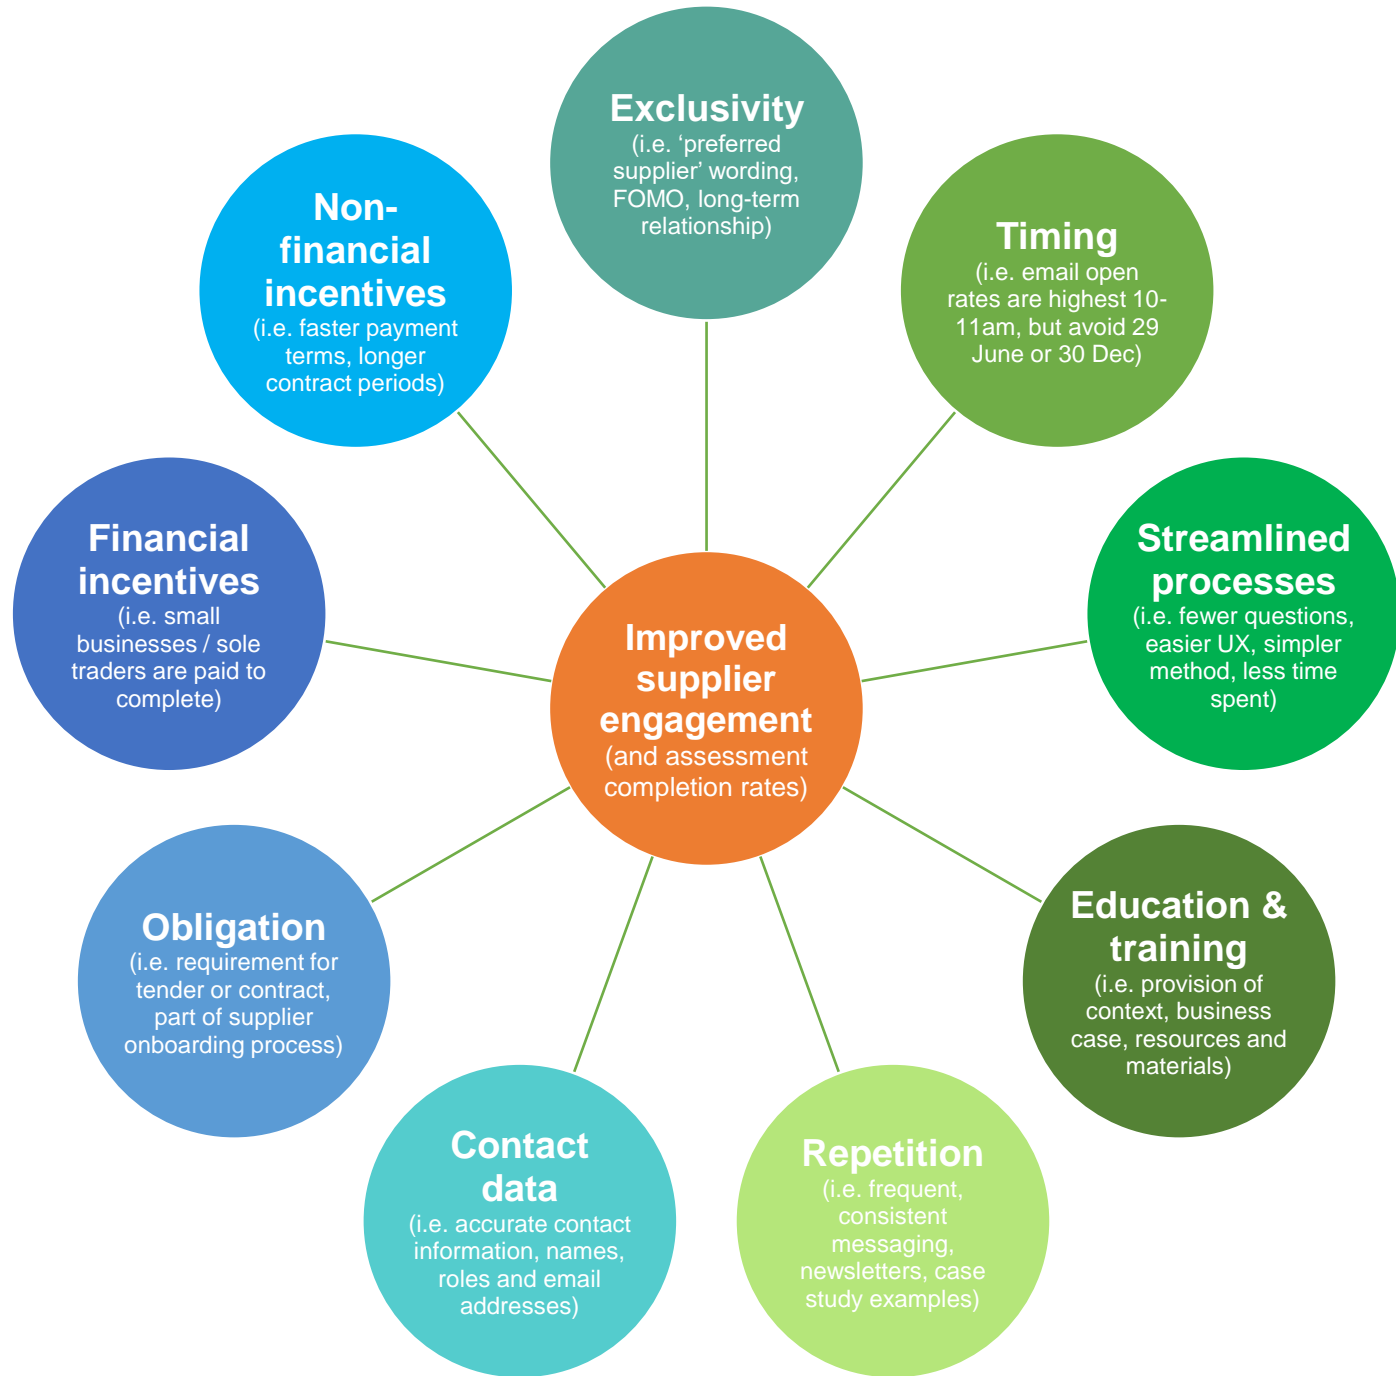 Exclusivity
(i.e. ‘preferred
supplier’ wording,
FOMO, long-term
relationship)
Timing
(i.e. email open
rates are highest 10-
11am, but avoid 29
June or 30 Dec)
Streamlined
processes
(i.e. fewer questions,
easier UX, simpler
method, less time
spent)
Education &
training
(i.e. provision of
context, business
case, resources and
materials)
Repetition
(i.e. frequent,
consistent
messaging,
newsletters, case
study examples)
Contact
data
(i.e. accurate contact
information, names,
roles and email
addresses)
Obligation
(i.e. requirement for
tender or contract,
part of supplier
onboarding process)
Financial
incentives
(i.e. small
businesses / sole
traders are paid to
complete)
Non-
financial
incentives
(i.e. faster payment
terms, longer
contract periods)
Improved
supplier
engagement
(and assessment
completion rates)